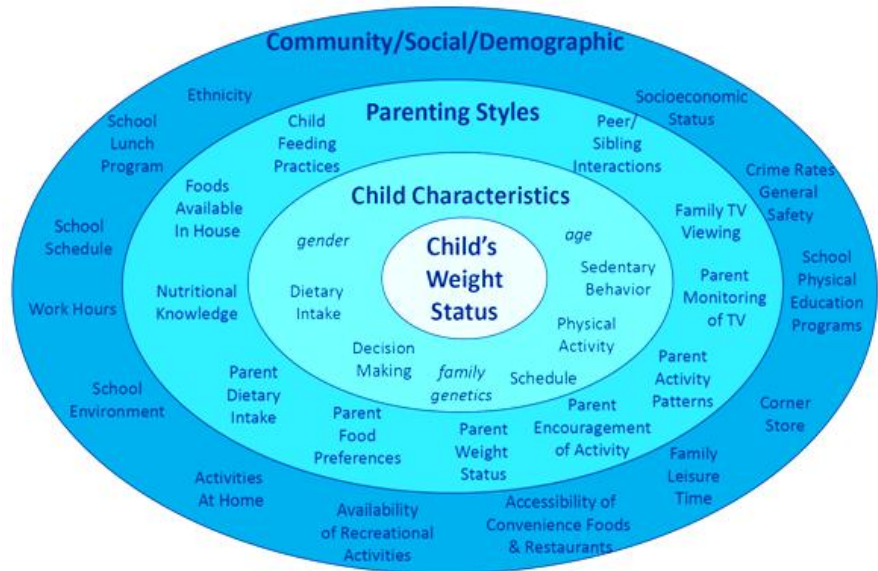 Community/Social/Demographic
Ethnicity
School
Lunch
Program
School
Schedule
Work Hours
School
Environment
Activities
At Home
Availability
of Recreational
Activities
Accessibility of
Convenience Foods
& Restaurants
Family
Leisure
Time
Corner
Store
School
Physical
Education
Programs
Crime Rates
General
Safety
Socioeconomic
Status
Parenting Styles
Child
Feeding
Practices
Foods
Available
In House
Nutritional
Knowledge
Parent
Dietary
Intake
Parent
Food
Preferences
Parent
Weight
Status
Parent
Encouragement
of Activity
Parent
Activity
Patterns
Parent
Monitoring
of TV
Family TV
Viewing
Peer/
Sibling
Interactions
Child Characteristics
gender
Dietary
Intake
Decision
Making
family
genetics
Schedule
Physical
Activity
Sedentary
Behavior
age
Child's
Weight
Status